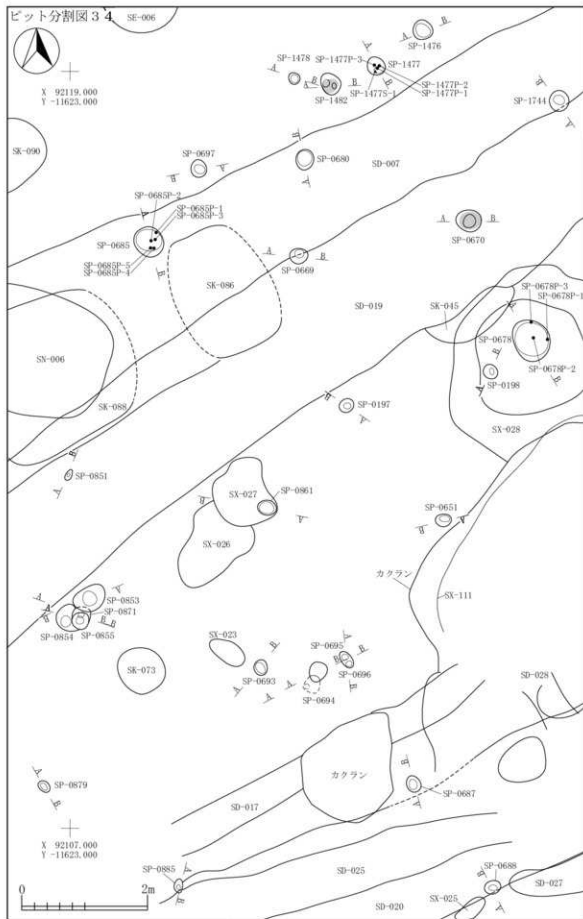 ピット分割図３４
SE-006
A
B
SP-1476
SP-1478
SP-1477P-3
A
SP-1477
A
A
B
B
B
SP-1477P-2
SP-1477P-1
SP-1477S-1
SP-1482
B
SP-1744
A
X 92119.000
Y -11623.000
SK-090
SP-0697
A
B
B
SP-0680
A
SD-007
SP-0685P-2
SP-0685P-1
SP-0685P-3
A
SP-0685
SP-0685P-5
SP-0685P-4
B
A
B
SP-0669
A
B
SP-0670
SK-086
SD-019
SK-045
SP-0678P-3
SP-0678P-1
A
SP-0678
B
SP-0678P-2
SP-0198
B
A
SX-028
SN-006
SK-088
B
SP-0197
A
B
SP-0851
A
SX-027
SP-0861
B
A
SP-0651
A
B
SX-026
カクラン
SX-111
A
A
SP-0853
A
B
SP-0871
B
B
SP-0854
SP-0855
SX-023
B
SP-0695
A
B
SP-0696
SK-073
SP-0693
A
A
A
B
SP-0694
SD-028
カクラン
SP-0879
A
B
B
SP-0687
A
SD-017
X 92107.000
Y -11623.000
SP-0885
A
B
SD-025
B
SP-0688
A
SD-027
SX-025
SD-020
0
2m